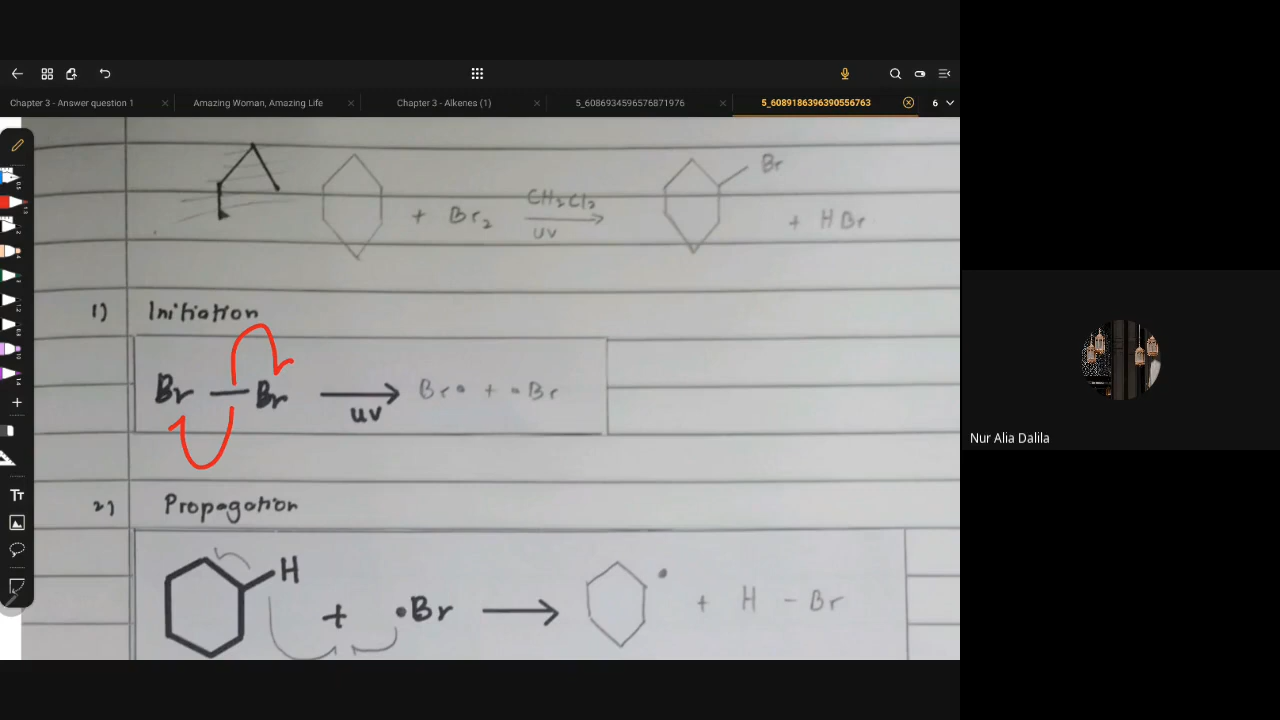 Chapter 3 - Answer question 1
Amazing Woman, Amazing Life
Chapter 3 - Alkenes (1)
5_6086934596576871976
5_6089186396390556763
6
+ Br2 CH2Cl2 Br
UV + HBr
1) Initiation
Br — Br → Br• + •Br
UV
2) Propagation
H
+ •Br → • + H - Br
Tт
Nur Alia Dalila